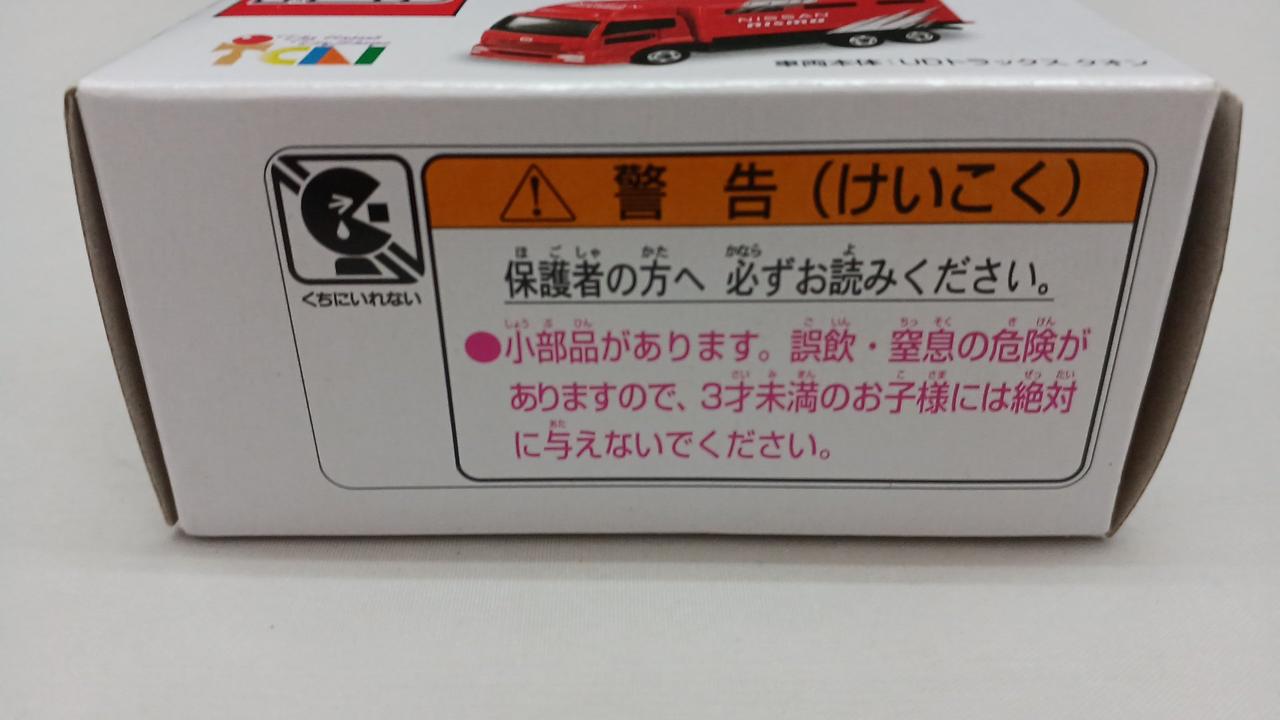 NISSAN
nismo
車両本体：UDトラックス クオン
警 告（けいこく）
くちにいれない
保護者の方へ 必ずお読みください。
●小部品があります。誤飲・窒息の危険が
ありますので、3才未満のお子様には絶対
に与えないでください。